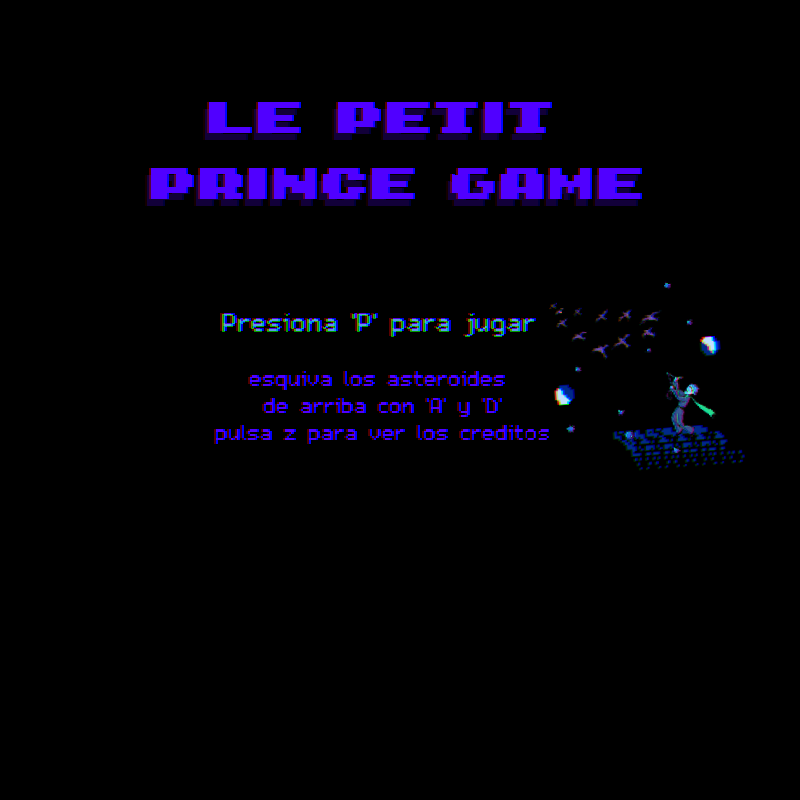 LE PETIT
PRINCE GAME
Presiona 'P' para jugar
esquiva los asteroides
de arriba con 'A' y 'D'
pulsa z para ver los creditos